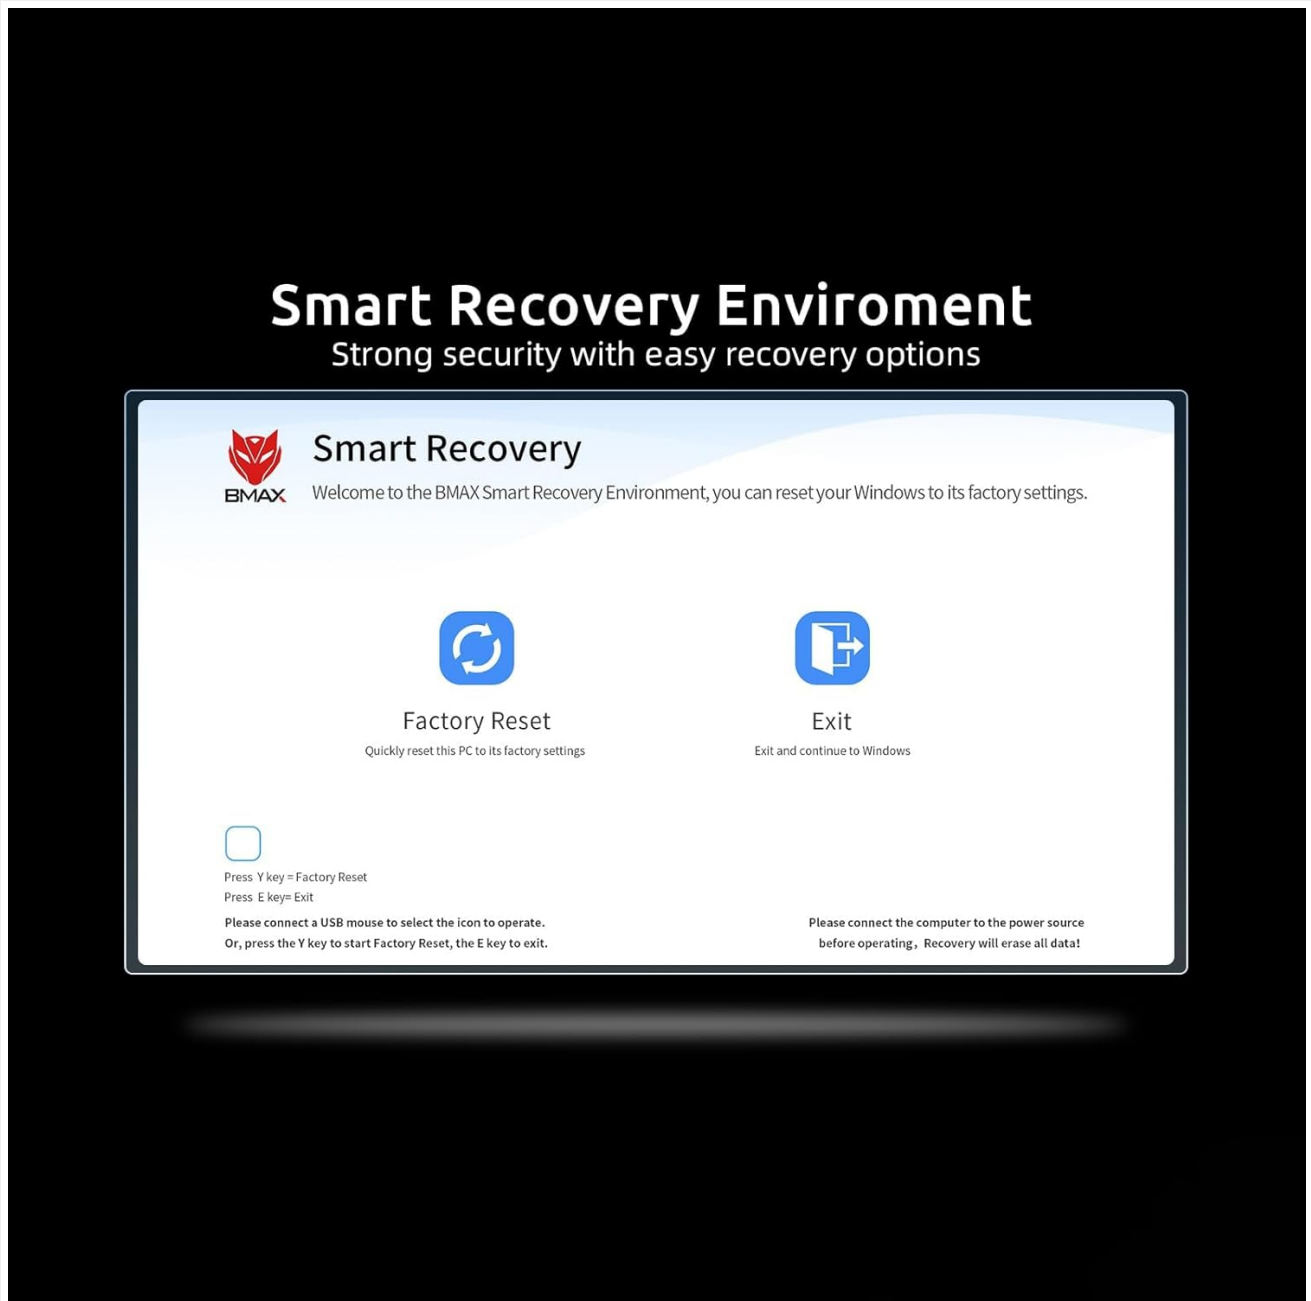 Smart Recovery Enviroment
Strong security with easy recovery options
BMAX
Smart Recovery
Welcome to the BMAX Smart Recovery Environment, you can reset your Windows to its factory settings.
Factory Reset
Quickly reset this PC to its factory settings
Exit
Exit and continue to Windows
Press Y key = Factory Reset
Press E key= Exit
Please connect a USB mouse to select the icon to operate.
Or, press the Y key to start Factory Reset, the E key to exit.
Please connect the computer to the power source
before operating，Recovery will erase all data!